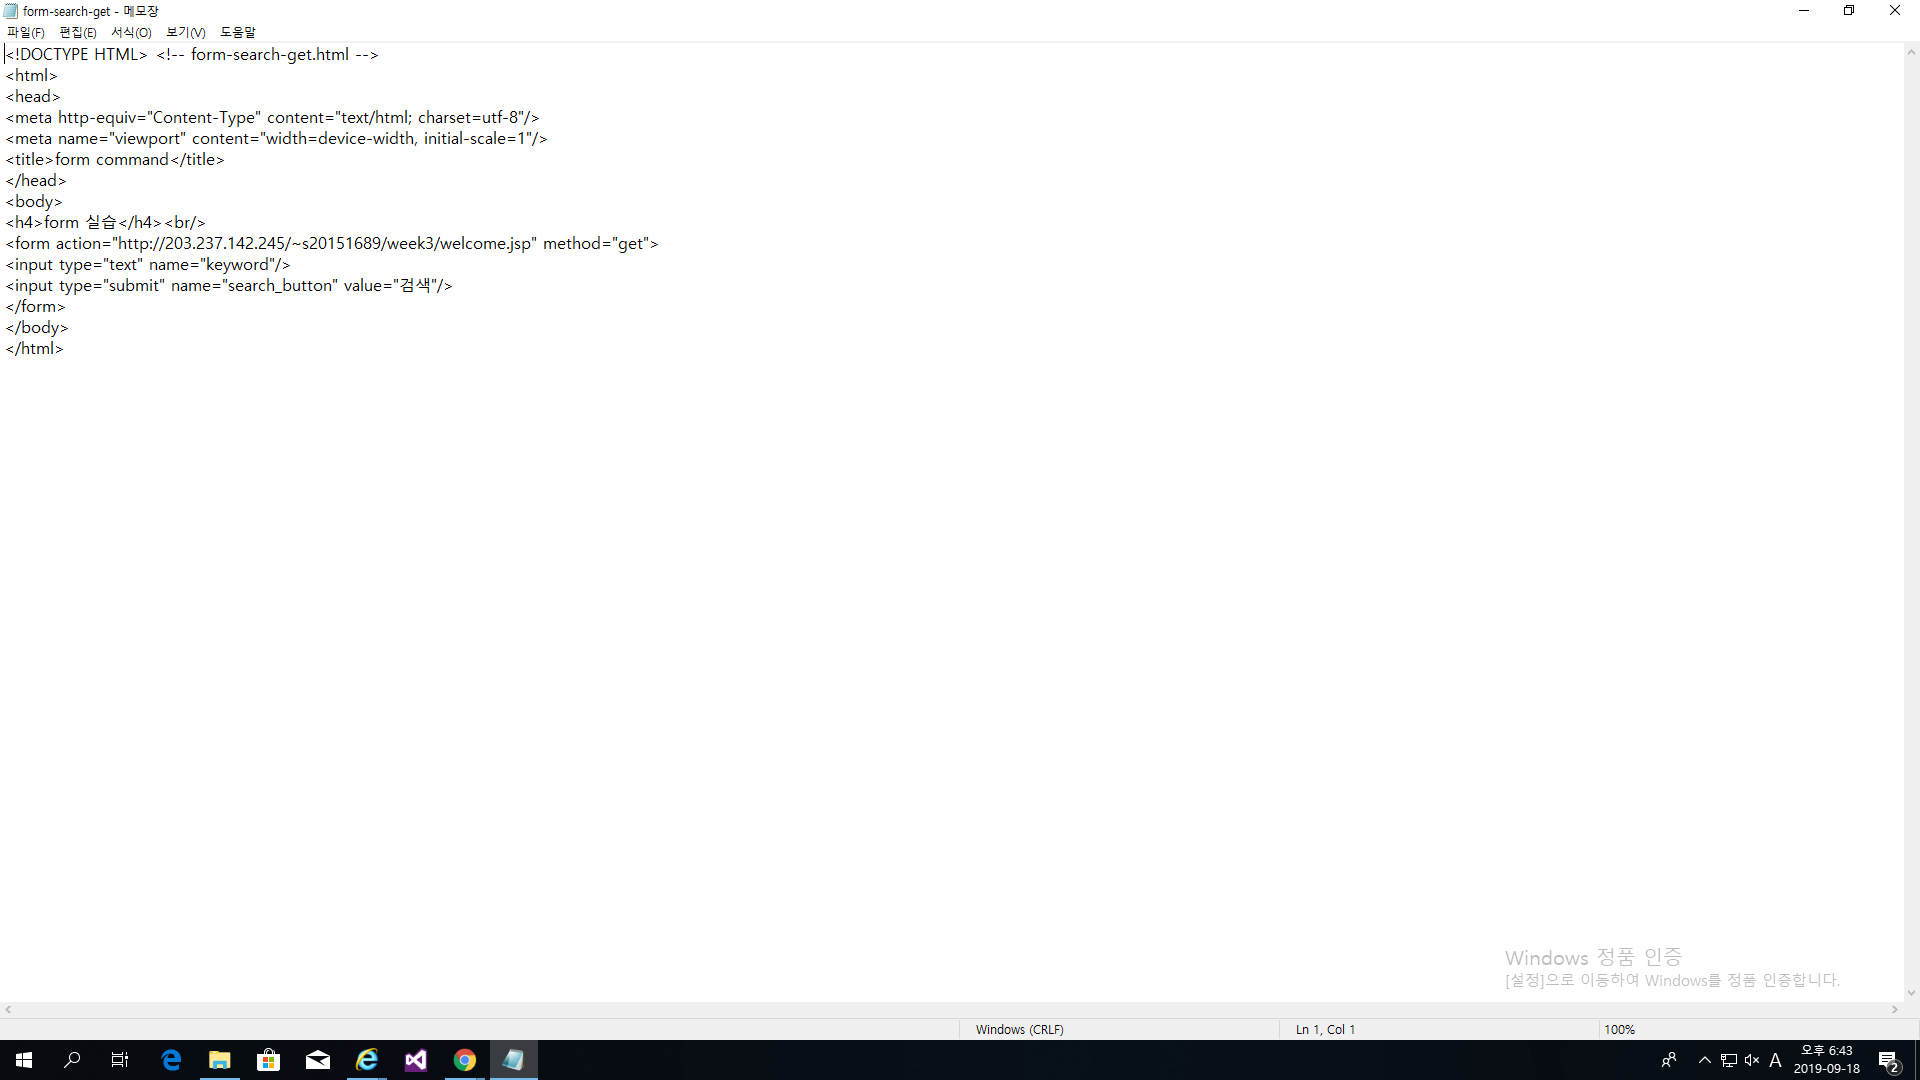 form-search-get - 메모장
파일(F) 편집(E) 서식(O) 보기(V) 도움말
<!DOCTYPE HTML> <!-- form-search-get.html -->
<html>
<head>
<meta http-equiv="Content-Type" content="text/html; charset=utf-8"/>
<meta name="viewport" content="width=device-width, initial-scale=1"/>
<title>form command</title>
</head>
<body>
<h4>form 실습</h4><br/>
<form action="http://203.237.142.245/~s20151689/week3/welcome.jsp" method="get">
<input type="text" name="keyword"/>
<input type="submit" name="search_button" value="검색"/>
</form>
</body>
</html>
Windows 정품 인증
[설정]으로 이동하여 Windows를 정품 인증합니다.
Windows (CRLF) Ln 1, Col 1 100%
A 오후 6:43
2019-09-18 2